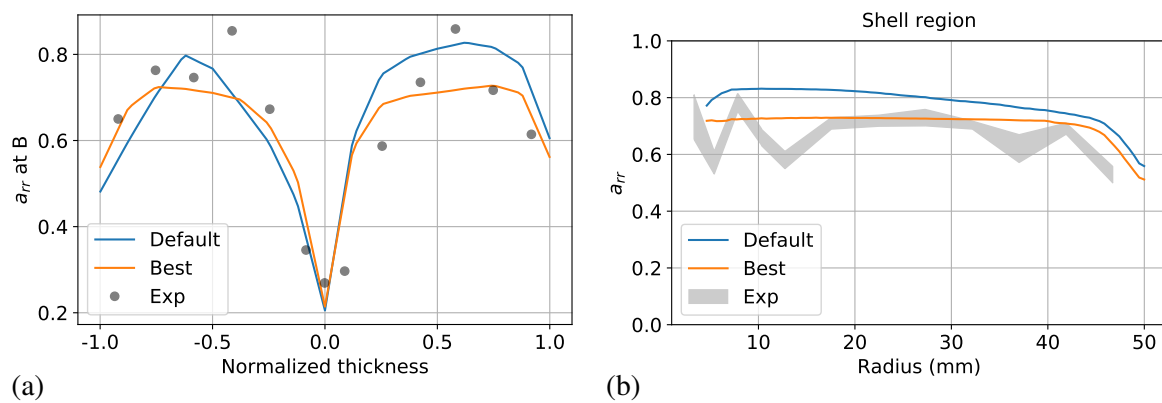 0.8
0.6
0.4
0.2
a_rr at B
Default
Best
Exp
-1.0 -0.5 0.0 0.5 1.0
Normalized thickness
(a)
Shell region
1.0
0.8
0.6
0.4
0.2
0.0
a_rr
Default
Best
Exp
10 20 30 40 50
Radius (mm)
(b)